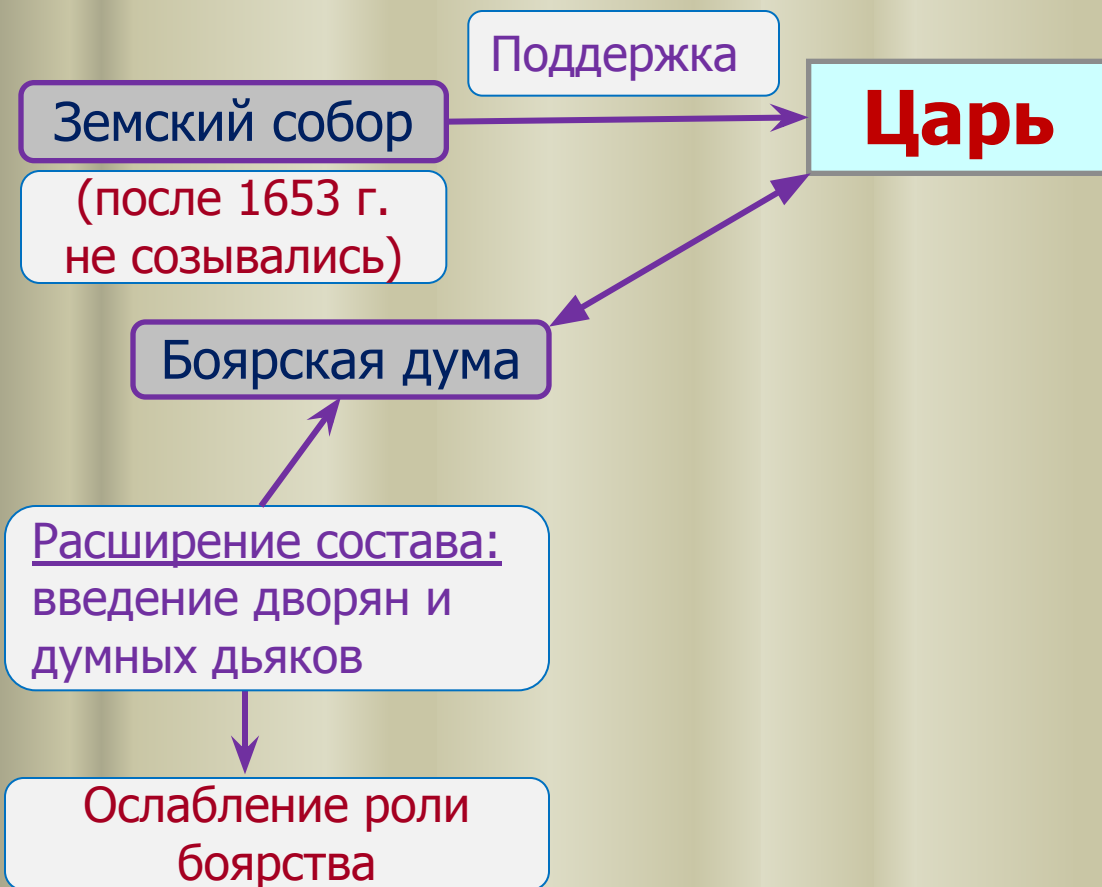 Поддержка
Земский собор
Царь
(после 1653 г.
не созывались)
Боярская дума
Расширение состава:
введение дворян и
думных дьяков
Ослабление роли
боярства